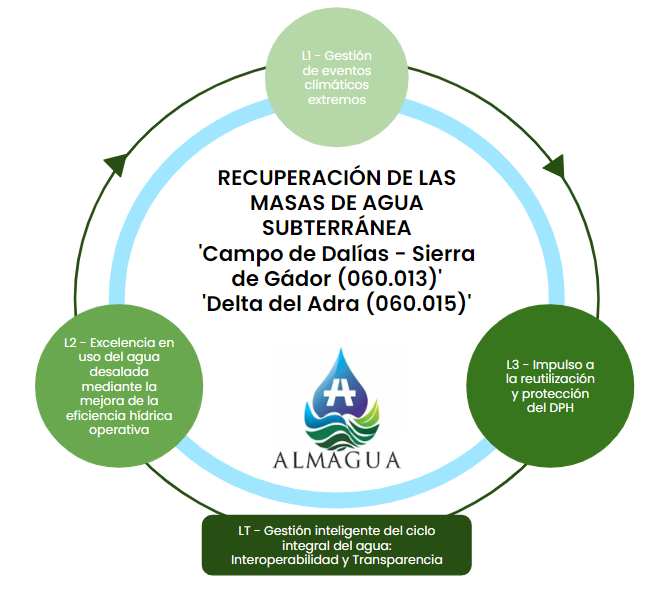 L1 - Gestión
de eventos
climáticos
extremos
RECUPERACIÓN DE LAS
MASAS DE AGUA
SUBTERRÁNEA
'Campo de Dalías - Sierra
de Gádor (060.013)'
'Delta del Adra (060.015)'
L2 - Excelencia en
uso del agua
desalada
mediante la
mejora de la
eficiencia hídrica
operativa
L3 - Impulso a
la reutilización
y protección
del DPH
ALMAGUA
LT - Gestión inteligente del ciclo
integral del agua:
Interoperabilidad y Transparencia